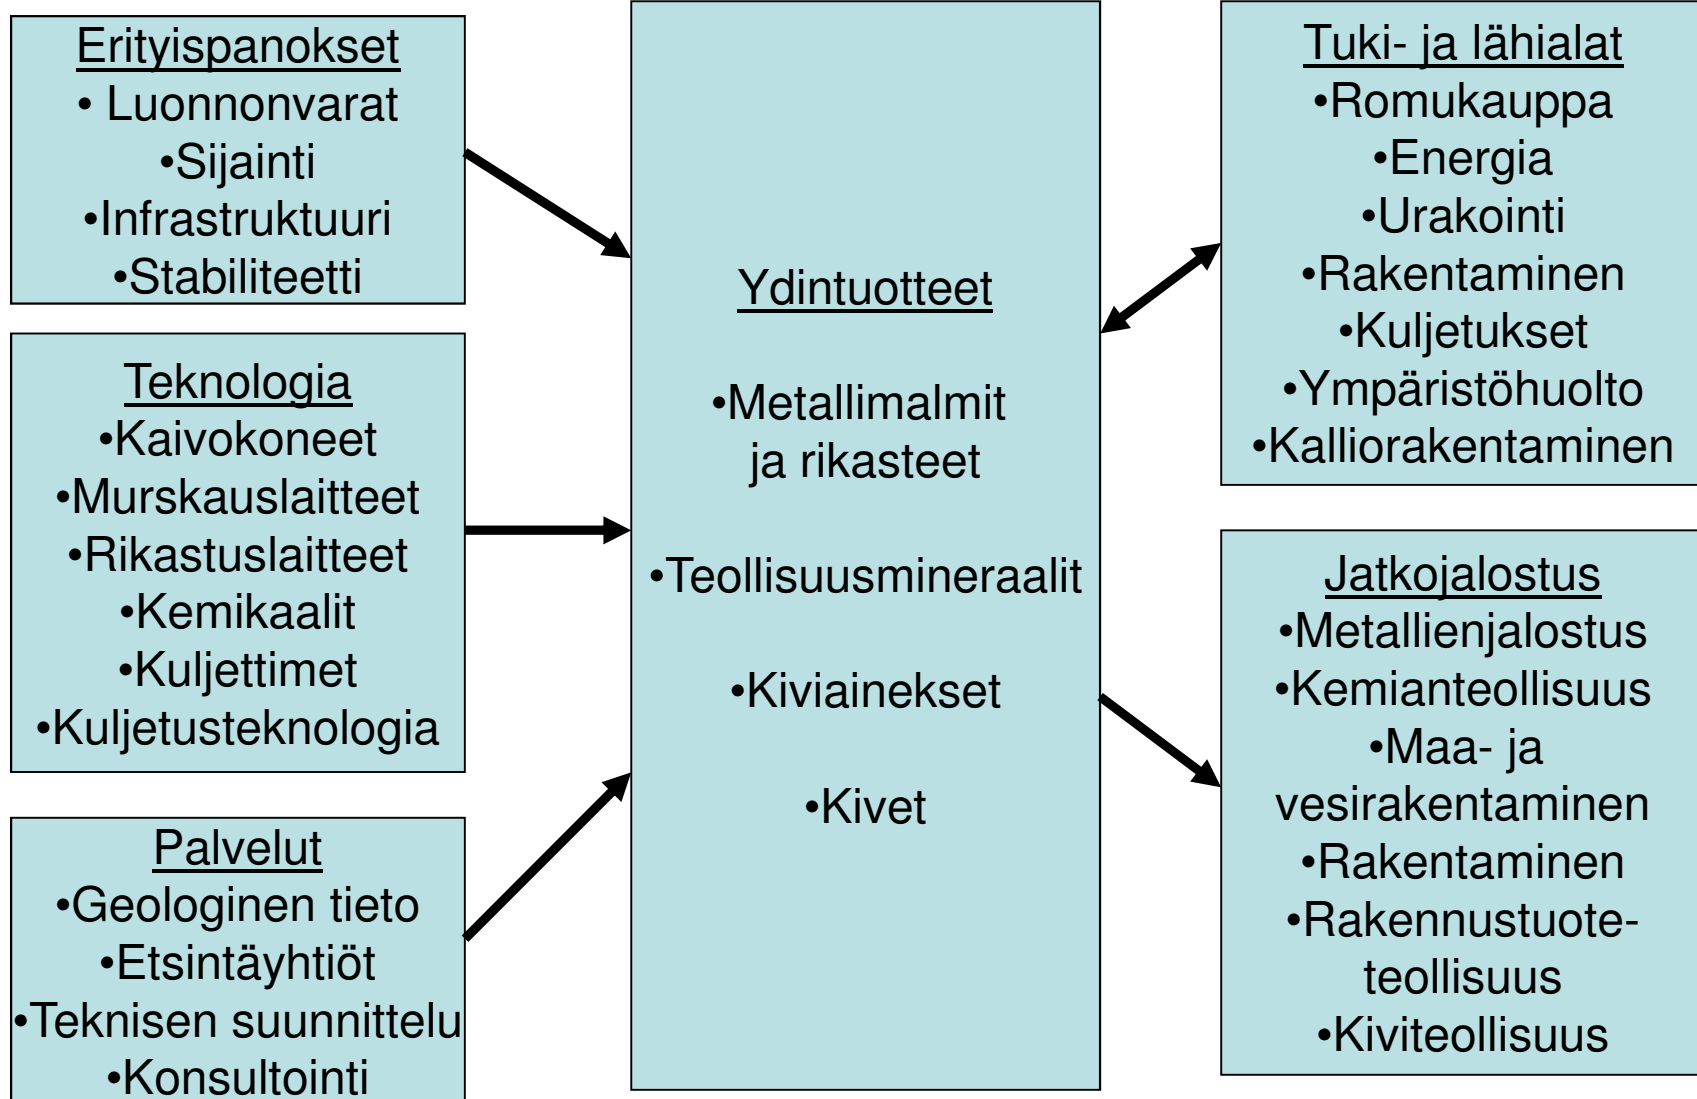 Erityispanokset
• Luonnonvarat
•Sijainti
•Infrastruktuuri
•Stabiliteetti
Teknologia
•Kaivokoneet
•Murskauslaitteet
•Rikastuslaitteet
•Kemikaalit
•Kuljettimet
•Kuljetusteknologia
Palvelut
•Geologinen tieto
•Etsintäyhtiöt
•Teknisen suunnittelu
•Konsultointi
Ydintuotteet
•Metallimalmit
ja rikasteet
•Teollisuusmineraalit
•Kiviainekset
•Kivet
Tuki- ja lähialat
•Romukauppa
•Energia
•Urakointi
•Rakentaminen
•Kuljetukset
•Ympäristöhuolto
•Kalliorakentaminen
Jatkojalostus
•Metallienjalostus
•Kemianteollisuus
•Maa- ja
vesirakentaminen
•Rakentaminen
•Rakennustuote-
teollisuus
•Kiviteollisuus